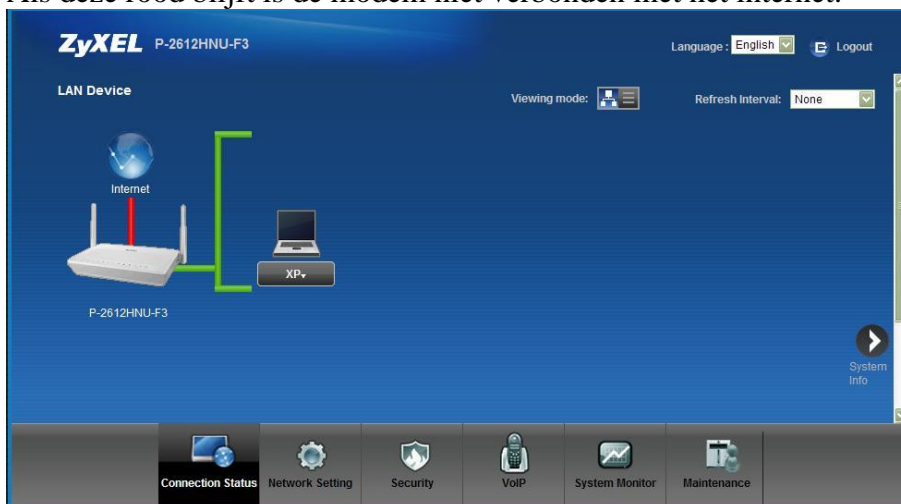 Als deze rood blijft is de modem niet verbonden met het internet.
ZyXEL P-2612HNU-F3
Language : English
Logout
LAN Device
Viewing mode:
Refresh Interval: None
Internet
XP
P-2612HNU-F3
System Info
Connection Status
Network Setting
Security
VoIP
System Monitor
Maintenance